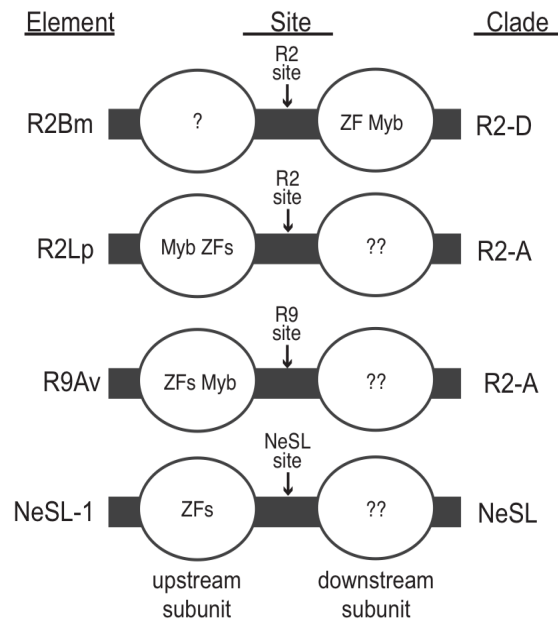 Element Site Clade
R2
site
R2Bm ? ZF Myb R2-D
R2
site
R2Lp Myb ZFs ?? R2-A
R9
site
R9Av ZFs Myb ?? R2-A
NeSL
site
NeSL-1 ZFs ?? NeSL
upstream downstream
subunit subunit